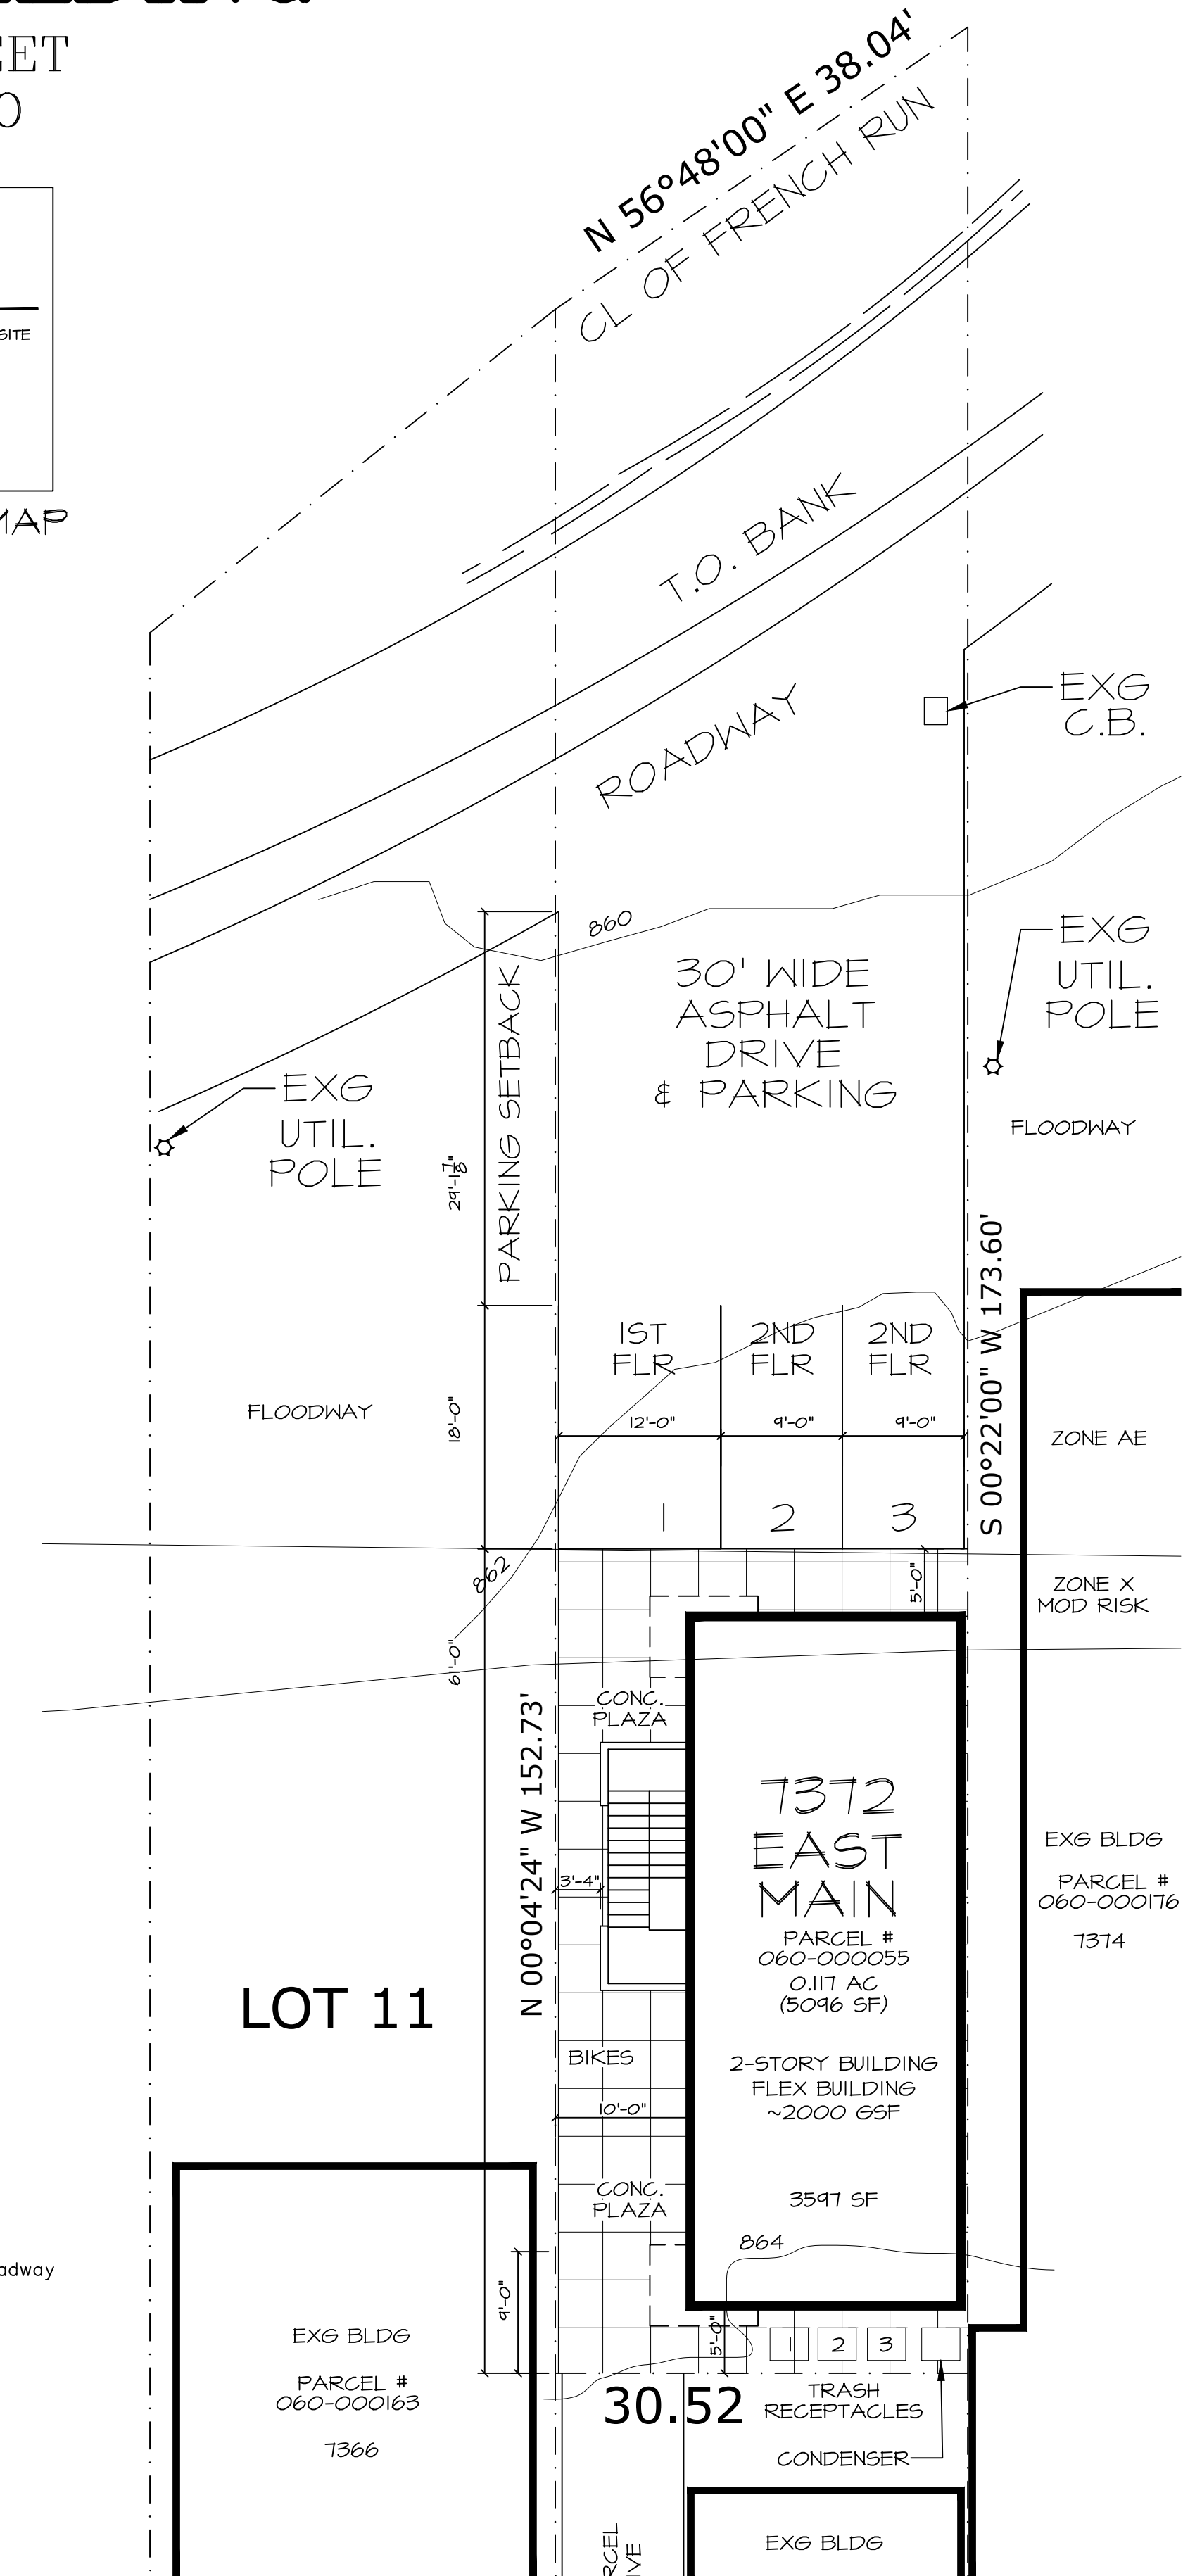 EET
O
SITE
MAP
N 56°48'00" E 38.04'
CL OF FRENCH RUN
T.O. BANK
EXG
C.B.
ROADWAY
860
30' WIDE
ASPHALT
DRIVE
& PARKING
EXG
UTIL.
POLE
EXG
UTIL.
POLE
PARKING SETBACK
29'-1 7/8"
FLOODWAY
S 00°22'00" W 173.60'
1ST
FLR
2ND
FLR
2ND
FLR
FLOODWAY
18'-0"
12'-0"
9'-0"
9'-0"
ZONE AE
1
2
3
862
5'-0"
ZONE X
MOD RISK
61'-0"
CONC.
PLAZA
N 00°04'24" W 152.73'
7372
EAST
MAIN
PARCEL #
060-000055
0.117 AC
(5096 SF)
3'-4"
EXG BLDG
PARCEL #
060-000176
7374
LOT 11
BIKES
2-STORY BUILDING
FLEX BUILDING
~2000 GSF
10'-0"
CONC.
PLAZA
3597 SF
864
adway
9'-0"
5'-0"
1
2
3
EXG BLDG
PARCEL #
060-000163
7366
30.52
TRASH
RECEPTACLES
CONDENSER
RCEL
IVE
EXG BLDG